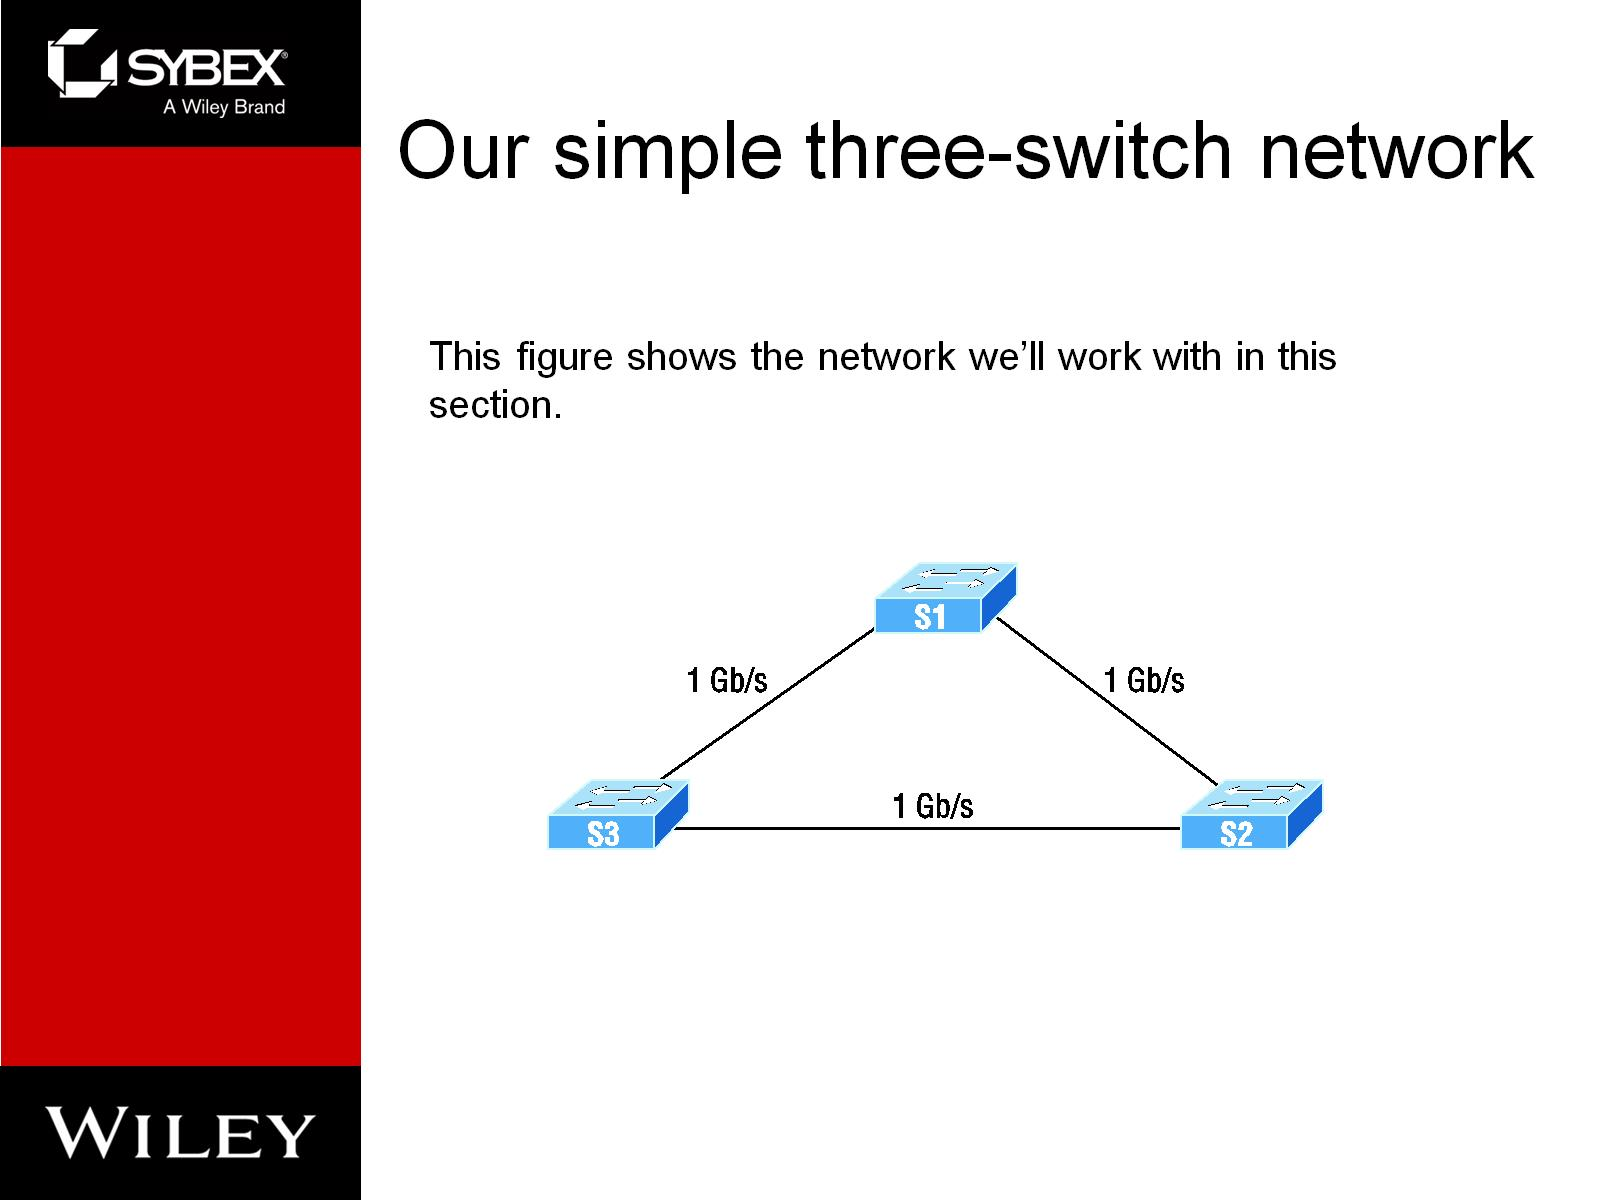 SYBEX®
A Wiley Brand
Our simple three-switch network
This figure shows the network we’ll work with in this
section.
S1
1 Gb/s
1 Gb/s
1 Gb/s
S3
S2
WILEY